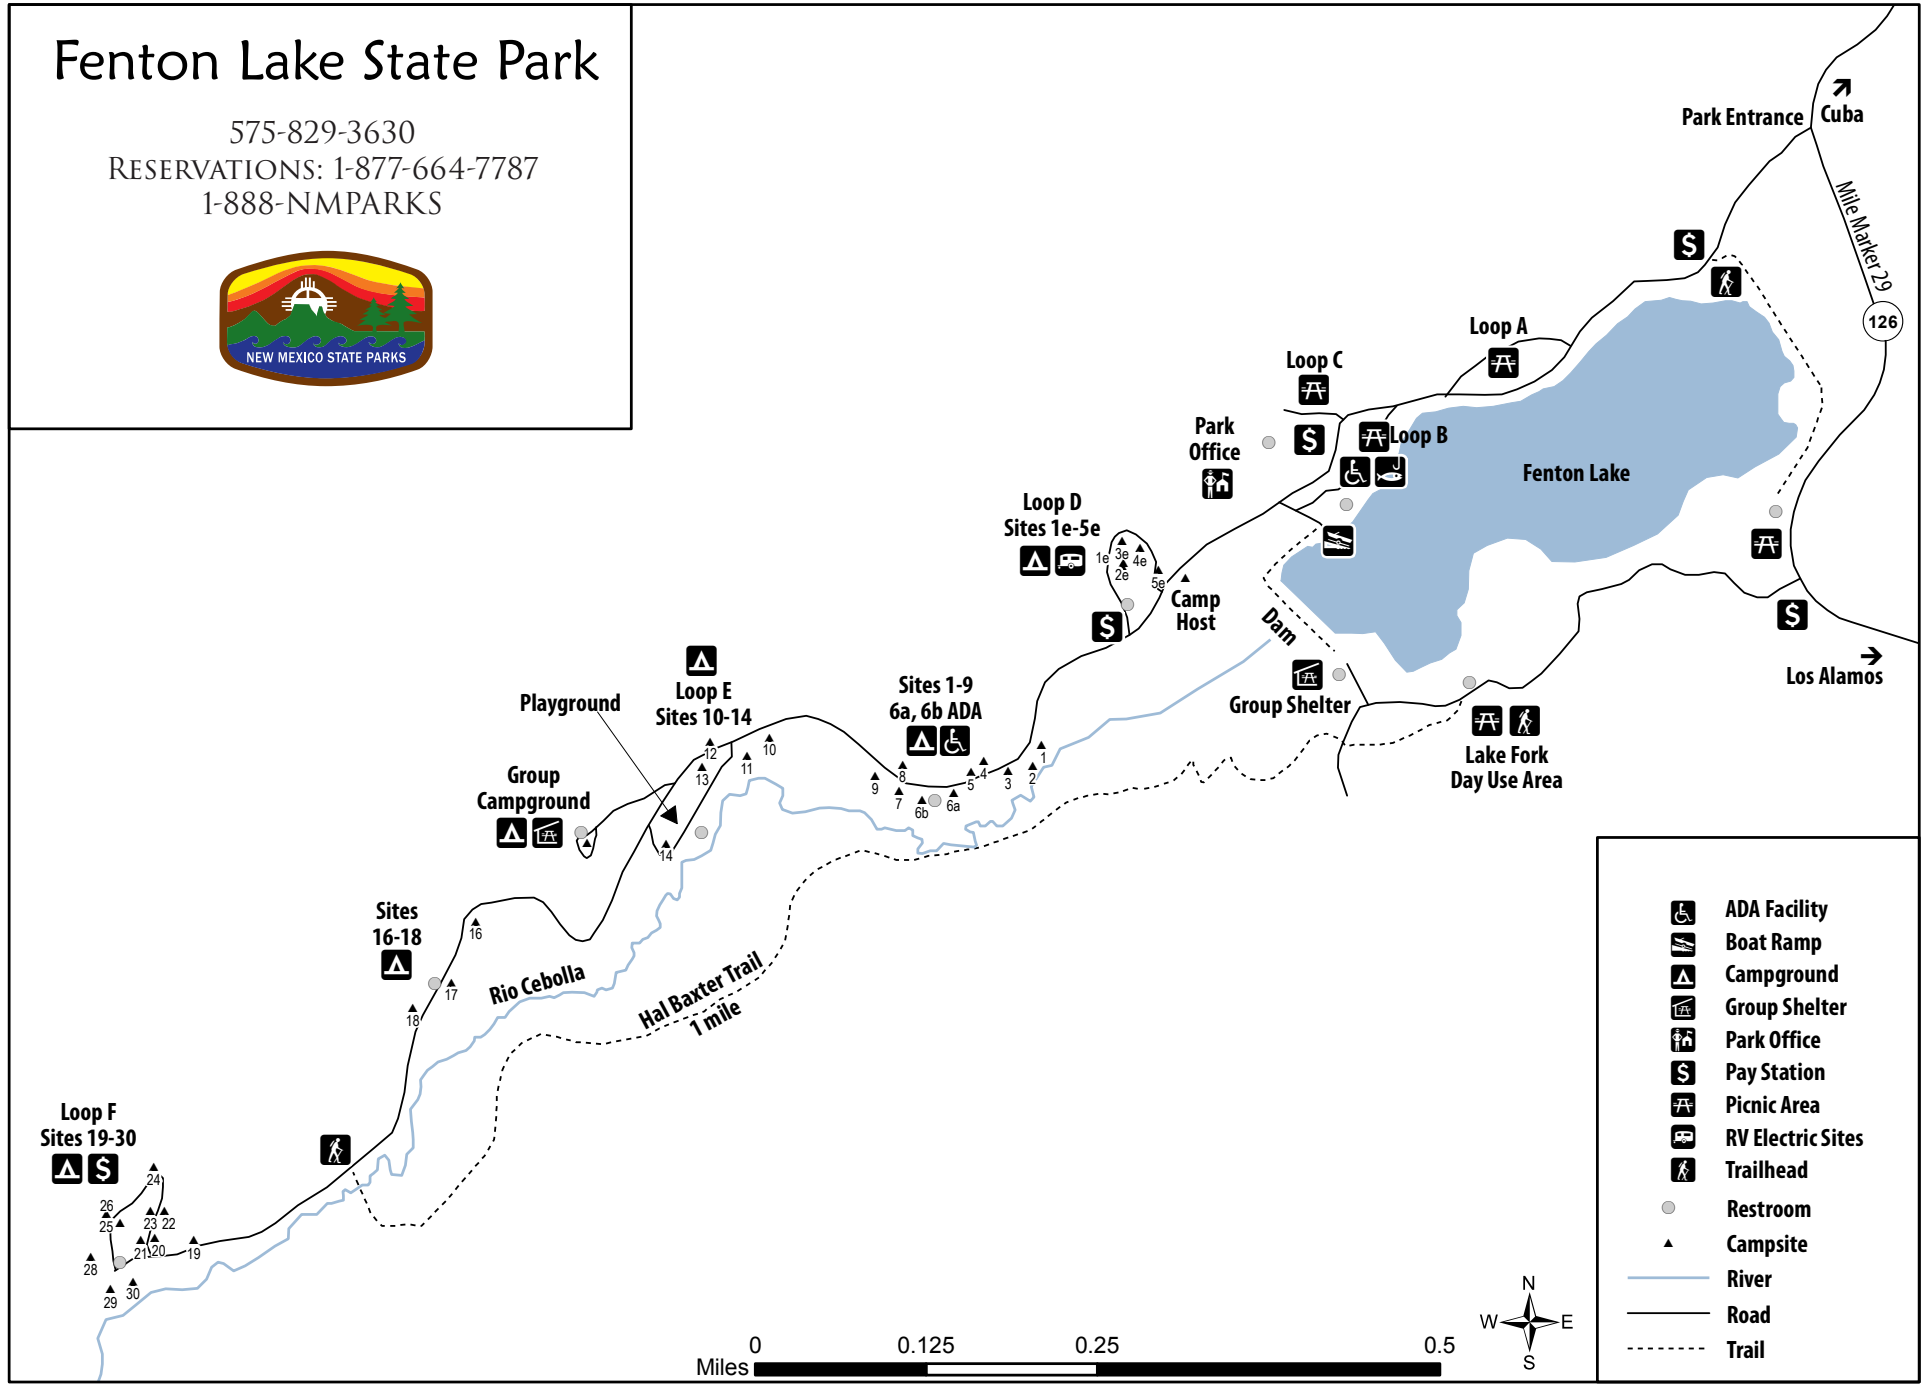 Fenton Lake State Park
575-829-3630
RESERVATIONS: 1-877-664-7787
1-888-NMPARKS
NEW MEXICO STATE PARKS
Park Entrance
Cuba
Mile Marker 29
126
Loop A
Loop C
Loop B
Park
Office
Fenton Lake
Loop D
Sites 1e-5e
1e
3e
4e
2e
5e
Camp
Host
Dam
Los Alamos
Group Shelter
Lake Fork
Day Use Area
Loop E
Sites 10-14
Playground
Sites 1-9
6a, 6b ADA
12
10
11
13
14
9
8
7
6b
6a
5
4
3
2
1
Group
Campground
Sites
16-18
16
17
18
Rio Cebolla
Hal Baxter Trail
1 mile
Loop F
Sites 19-30
24
26
25
23
22
21
20
19
28
29
30
ADA Facility
Boat Ramp
Campground
Group Shelter
Park Office
Pay Station
Picnic Area
RV Electric Sites
Trailhead
Restroom
Campsite
River
Road
Trail
N
W E
S
0 0.125 0.25 0.5
Miles